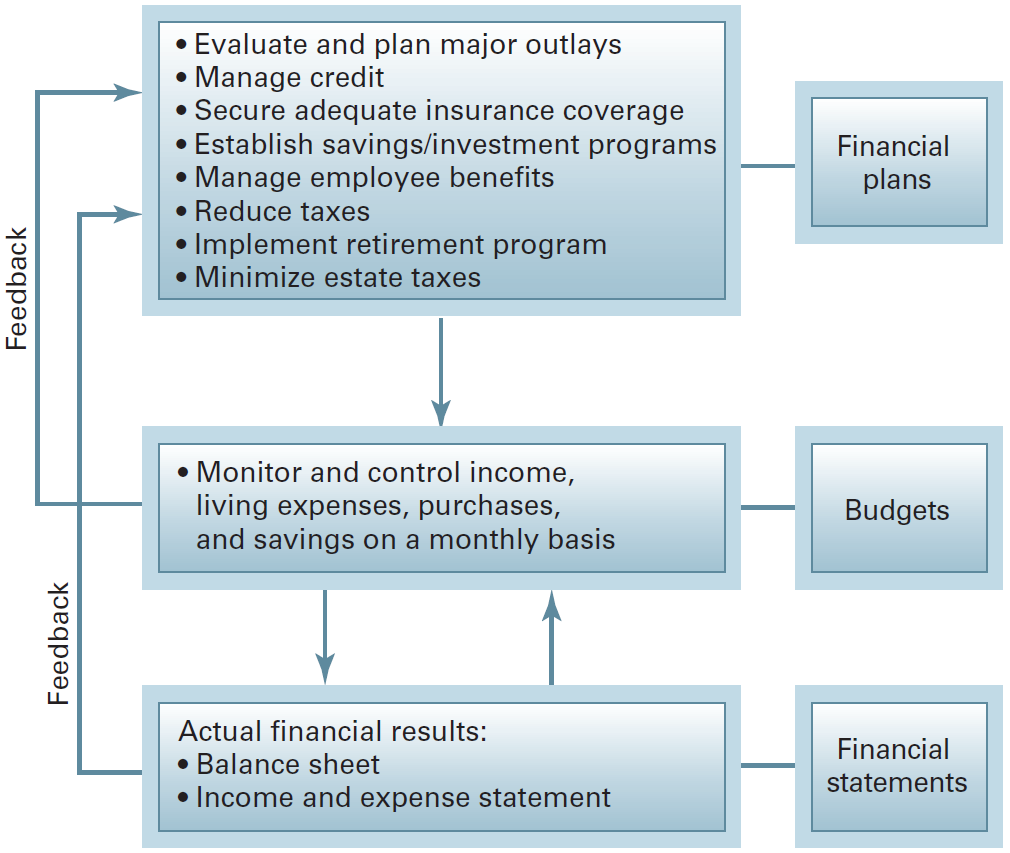 • Evaluate and plan major outlays
• Manage credit
• Secure adequate insurance coverage
• Establish savings/investment programs
• Manage employee benefits
• Reduce taxes
• Implement retirement program
• Minimize estate taxes
Financial
plans
Feedback
• Monitor and control income,
living expenses, purchases,
and savings on a monthly basis
Budgets
Feedback
Actual financial results:
• Balance sheet
• Income and expense statement
Financial
statements